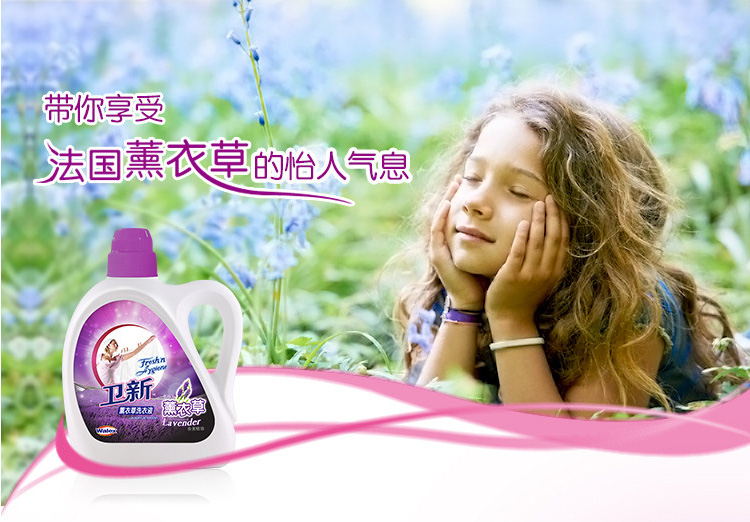 带你享受
法国薰衣草的怡人气息
Fresh'n
Hygiene
卫新
薰衣草洗衣液
薰衣草
Lavender
Walex